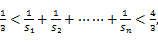 1/3 < 1/S₁ + 1/S₂ + ⋯⋯ + 1/Sₙ < 4/3,